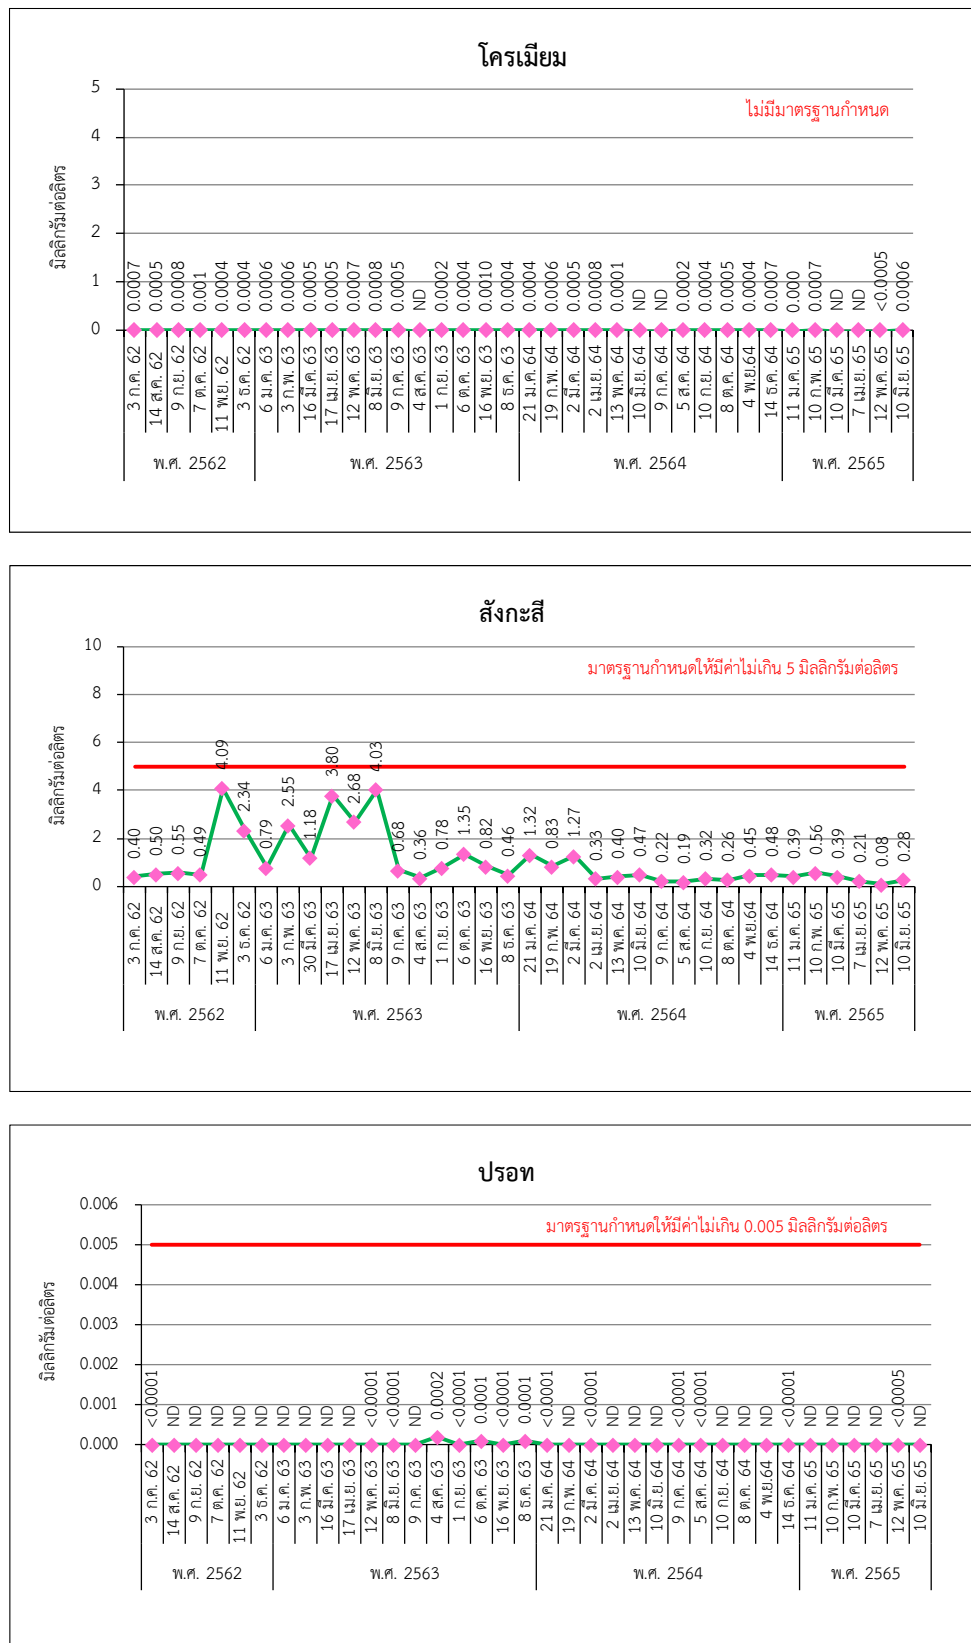 โครเมียม
ไม่มีมาตรฐานกำหนด
มิลลิกรัมต่อลิตร
5
4
3
2
1
0
0.0007 0.0005 0.0008 0.001 0.0004 0.0004 0.0006 0.0006 0.0005 0.0005 0.0007 0.0008 0.0005 ND 0.0002 0.0004 0.0010 0.0004 0.0004 0.0006 0.0005 0.0008 0.0001 ND ND 0.0002 0.0004 0.0005 0.0004 0.0007 0.000 0.0007 ND ND <0.0005 0.0006
3 ก.ค. 62 14 ส.ค. 62 9 ก.ย. 62 7 ต.ค. 62 11 พ.ย. 62 3 ธ.ค. 62 6 ม.ค. 63 3 ก.พ. 63 16 มี.ค. 63 17 เม.ย. 63 12 พ.ค. 63 8 มิ.ย. 63 9 ก.ค. 63 4 ส.ค. 63 1 ก.ย. 63 6 ต.ค. 63 16 พ.ย. 63 8 ธ.ค. 63 21 ม.ค. 64 19 ก.พ. 64 2 มี.ค. 64 2 เม.ย. 64 13 พ.ค. 64 10 มิ.ย. 64 9 ก.ค. 64 5 ส.ค. 64 10 ก.ย. 64 8 ต.ค. 64 4 พ.ย.64 14 ธ.ค. 64 11 ม.ค. 65 10 ก.พ. 65 10 มี.ค. 65 7 เม.ย. 65 12 พ.ค. 65 10 มิ.ย. 65
พ.ศ. 2562 พ.ศ. 2563 พ.ศ. 2564 พ.ศ. 2565
สังกะสี
มาตรฐานกำหนดให้มีค่าไม่เกิน 5 มิลลิกรัมต่อลิตร
มิลลิกรัมต่อลิตร
10
8
6
4
2
0
0.40 0.50 0.55 0.49 4.09 2.34 0.79 2.55 1.18 3.80 2.68 4.03 0.68 0.36 0.78 1.35 0.82 0.46 1.32 0.83 1.27 0.33 0.40 0.47 0.22 0.19 0.32 0.26 0.45 0.48 0.39 0.56 0.39 0.21 0.08 0.28
3 ก.ค. 62 14 ส.ค. 62 9 ก.ย. 62 7 ต.ค. 62 11 พ.ย. 62 3 ธ.ค. 62 6 ม.ค. 63 3 ก.พ. 63 30 มี.ค. 63 17 เม.ย. 63 12 พ.ค. 63 8 มิ.ย. 63 9 ก.ค. 63 4 ส.ค. 63 1 ก.ย. 63 6 ต.ค. 63 16 พ.ย. 63 8 ธ.ค. 63 21 ม.ค. 64 19 ก.พ. 64 2 มี.ค. 64 2 เม.ย. 64 13 พ.ค. 64 10 มิ.ย. 64 9 ก.ค. 64 5 ส.ค. 64 10 ก.ย. 64 8 ต.ค. 64 4 พ.ย.64 14 ธ.ค. 64 11 ม.ค. 65 10 ก.พ. 65 10 มี.ค. 65 7 เม.ย. 65 12 พ.ค. 65 10 มิ.ย. 65
พ.ศ. 2562 พ.ศ. 2563 พ.ศ. 2564 พ.ศ. 2565
ปรอท
มาตรฐานกำหนดให้มีค่าไม่เกิน 0.005 มิลลิกรัมต่อลิตร
มิลลิกรัมต่อลิตร
0.006
0.005
0.004
0.003
0.002
0.001
0.000
<0.0001 ND ND ND ND ND ND ND ND ND <0.0001 <0.0001 ND 0.0002 <0.0001 0.0001 <0.0001 0.0001 <0.0001 ND <0.0001 ND ND ND <0.0001 <0.0001 ND ND ND <0.0001 ND ND ND ND <0.0005 ND
3 ก.ค. 62 14 ส.ค. 62 9 ก.ย. 62 7 ต.ค. 62 11 พ.ย. 62 3 ธ.ค. 62 6 ม.ค. 63 3 ก.พ. 63 16 มี.ค. 63 17 เม.ย. 63 12 พ.ค. 63 8 มิ.ย. 63 9 ก.ค. 63 4 ส.ค. 63 1 ก.ย. 63 6 ต.ค. 63 16 พ.ย. 63 8 ธ.ค. 63 21 ม.ค. 64 19 ก.พ. 64 2 มี.ค. 64 2 เม.ย. 64 13 พ.ค. 64 10 มิ.ย. 64 9 ก.ค. 64 5 ส.ค. 64 10 ก.ย. 64 8 ต.ค. 64 4 พ.ย.64 14 ธ.ค. 64 11 ม.ค. 65 10 ก.พ. 65 10 มี.ค. 65 7 เม.ย. 65 12 พ.ค. 65 10 มิ.ย. 65
พ.ศ. 2562 พ.ศ. 2563 พ.ศ. 2564 พ.ศ. 2565